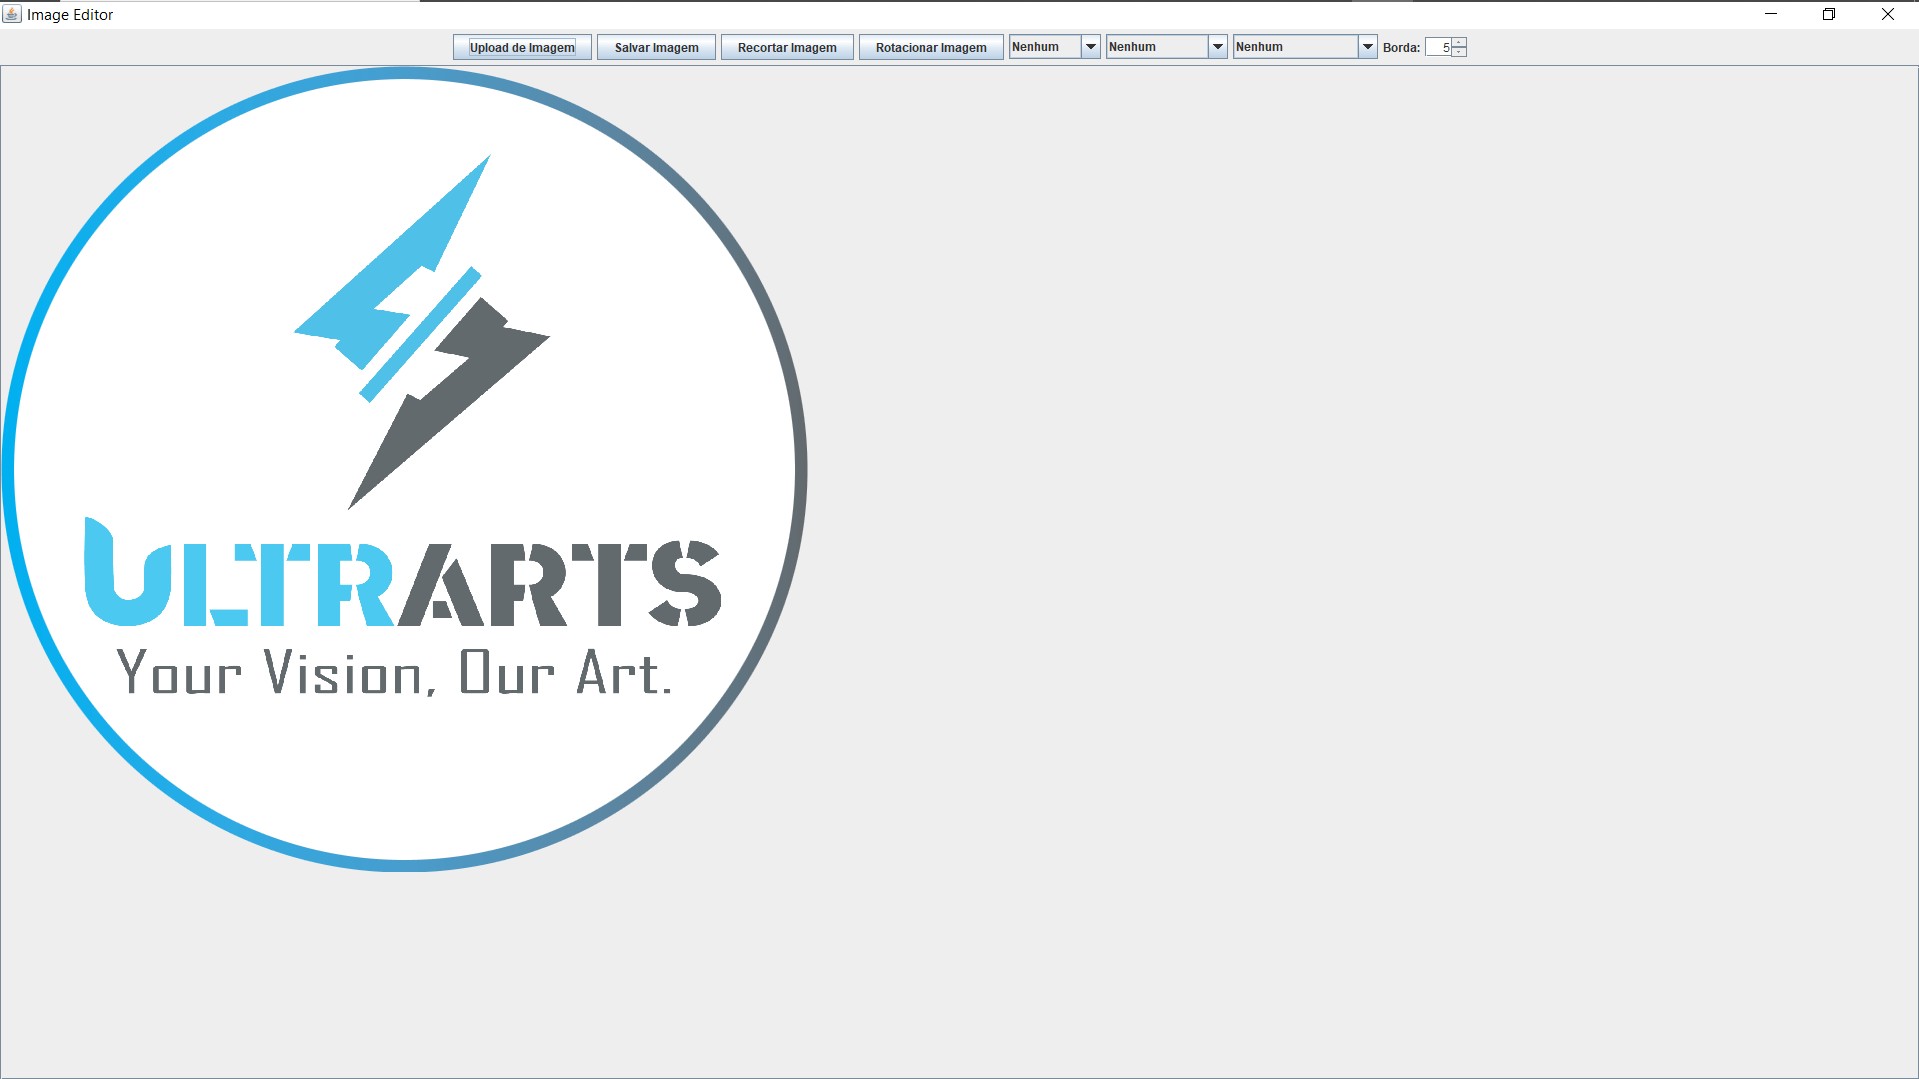 Image Editor
Upload de Imagem Salvar Imagem Recortar Imagem Rotacionar Imagem Nenhum Nenhum Nenhum Borda: 5
ULTRARTS
Your Vision, Our Art.